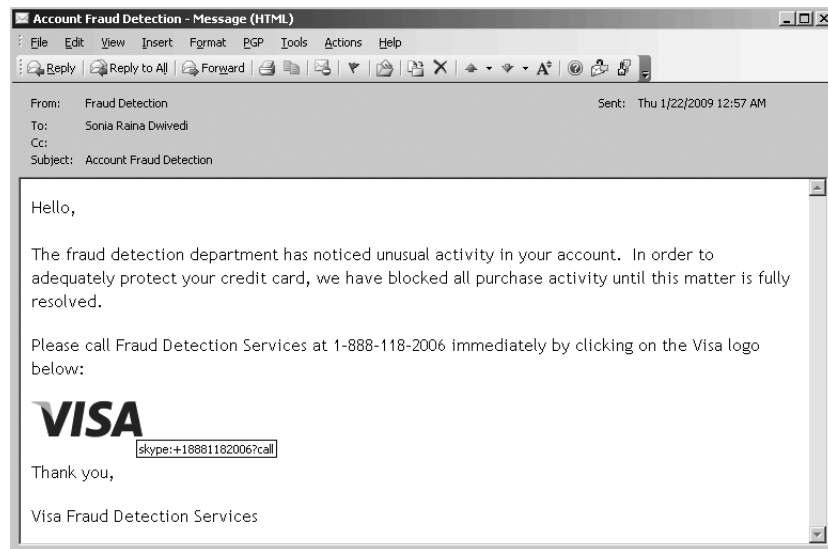 Account Fraud Detection - Message (HTML)
File Edit View Insert Format PGP Tools Actions Help
Reply Reply to All Forward
From: Fraud Detection Sent: Thu 1/22/2009 12:57 AM
To: Sonia Raina Dwivedi
Cc:
Subject: Account Fraud Detection
Hello,
The fraud detection department has noticed unusual activity in your account. In order to
adequately protect your credit card, we have blocked all purchase activity until this matter is fully
resolved.
Please call Fraud Detection Services at 1-888-118-2006 immediately by clicking on the Visa logo
below:
VISA
skype:+18881182006?call
Thank you,
Visa Fraud Detection Services